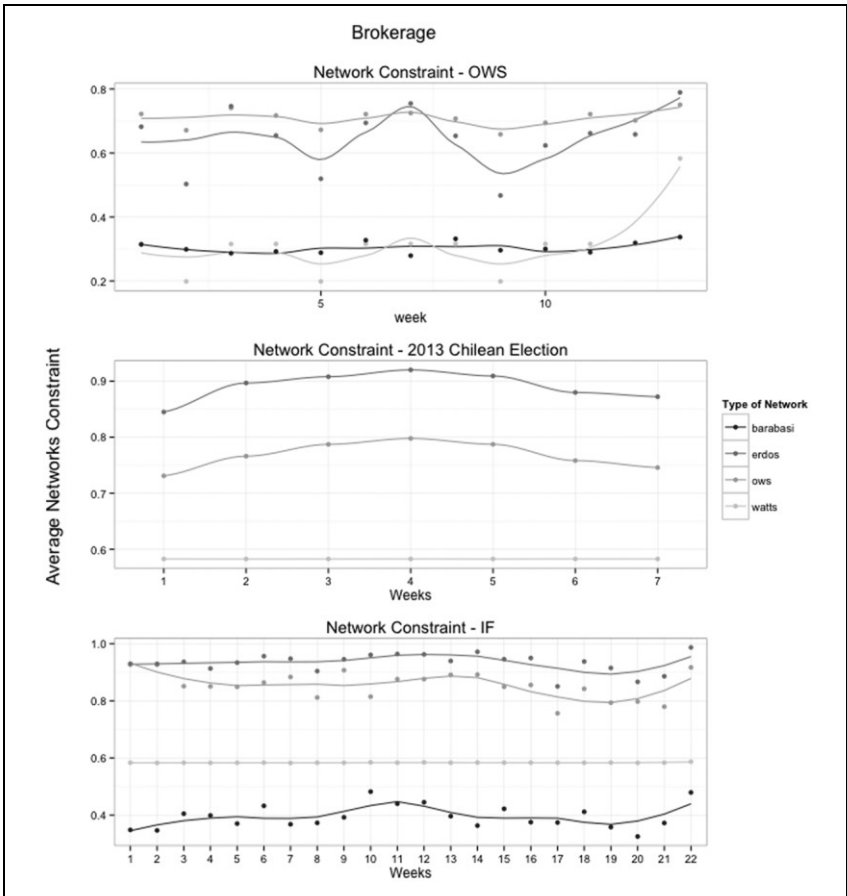 Brokerage
Network Constraint - OWS
0.8
0.6
0.4
0.2
5
10
week
Average Networks Constraint
Network Constraint - 2013 Chilean Election
0.9
0.8
0.7
0.6
1 2 3 4 5 6 7
Weeks
Type of Network
barabasi
erdos
ows
watts
Network Constraint - IF
1.0
0.8
0.6
0.4
1 2 3 4 5 6 7 8 9 10 11 12 13 14 15 16 17 18 19 20 21 22
Weeks